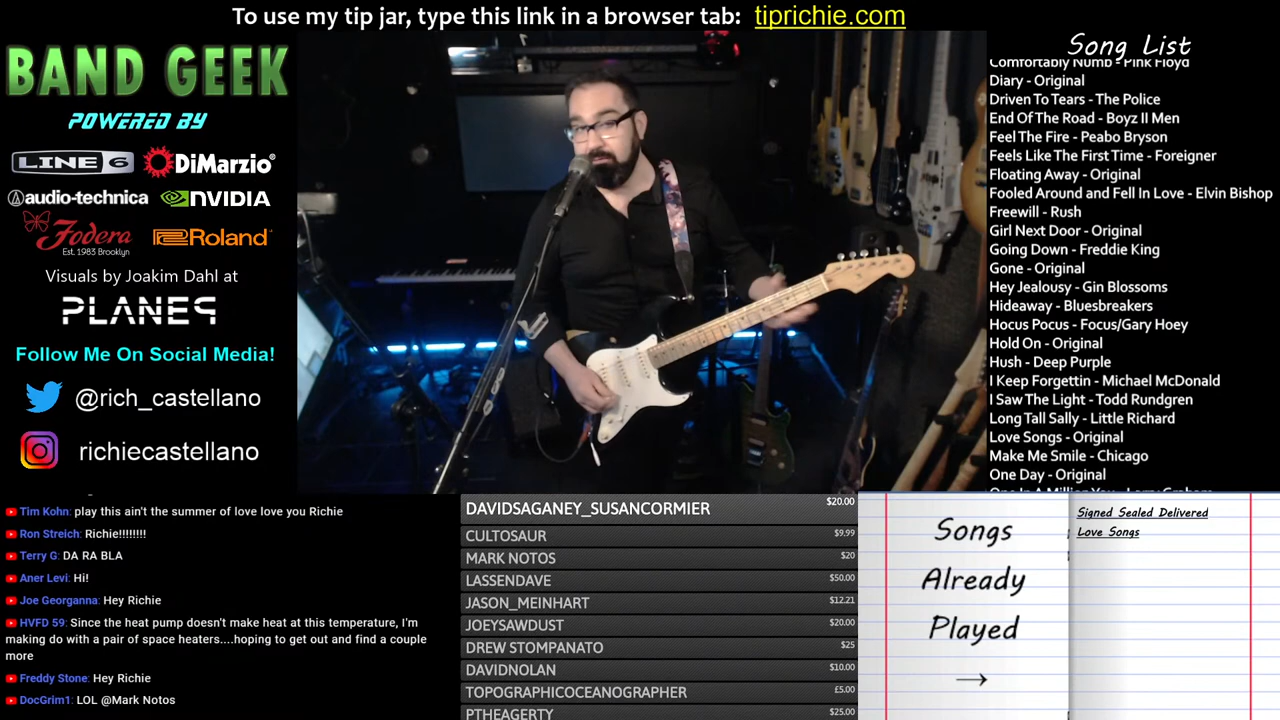 To use my tip jar, type this link in a browser tab: tiprichie.com
BAND GEEK
POWERED BY
LINE 6
DiMarzio
audio-technica
NVIDIA
Fodera
Est. 1983 Brooklyn
Roland
Visuals by Joakim Dahl at
PLANE9
Follow Me On Social Media!
@rich_castellano
richiecastellano
Song List
Comfortably Numb - Pink Floyd
Diary - Original
Driven To Tears - The Police
End Of The Road - Boyz II Men
Feel The Fire - Peabo Bryson
Feels Like The First Time - Foreigner
Floating Away - Original
Fooled Around and Fell In Love - Elvin Bishop
Freewill - Rush
Girl Next Door - Original
Going Down - Freddie King
Gone - Original
Hey Jealousy - Gin Blossoms
Hideaway - Bluesbreakers
Hocus Pocus - Focus/Gary Hoey
Hold On - Original
Hush - Deep Purple
I Keep Forgettin - Michael McDonald
I Saw The Light - Todd Rundgren
Long Tall Sally - Little Richard
Love Songs - Original
Make Me Smile - Chicago
One Day - Original
Tim Kohn: play this ain't the summer of love love you Richie
Ron Streich: Richie!!!!!!!!
Terry G: DA RA BLA
Aner Levi: Hi!
Joe Georganna: Hey Richie
HVFD 59: Since the heat pump doesn't make heat at this temperature, I'm
making do with a pair of space heaters....hoping to get out and find a couple
more
Freddy Stone: Hey Richie
DocGrim1: LOL @Mark Notos
DAVIDSAGANEY_SUSANCORMIER $20.00
CULTOSAUR $9.99
MARK NOTOS $20
LASSENDAVE $50.00
JASON_MEINHART $12.21
JOEYSAWDUST $20.00
DREW STOMPANATO $25
DAVIDNOLAN $10.00
TOPOGRAPHICOCEANOGRAPHER £5.00
PTHEAGERTY $25.00
Songs
Already
Played
→
Signed Sealed Delivered
Love Songs